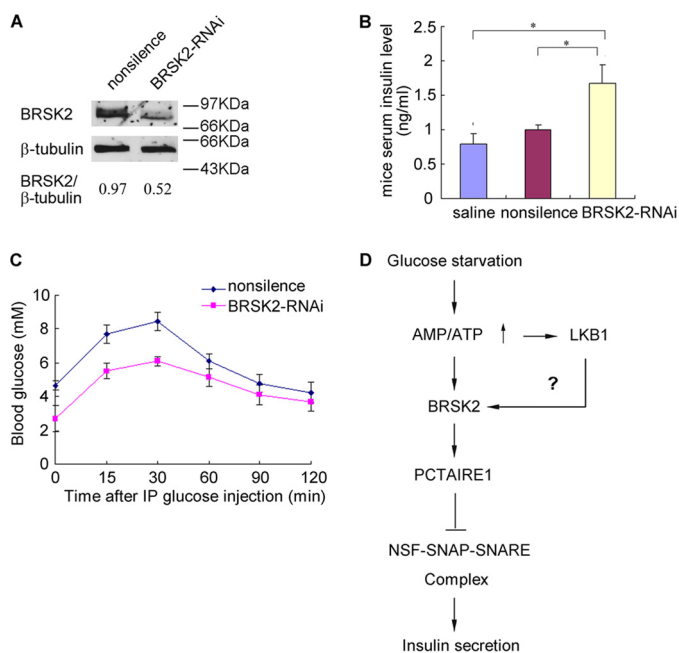 A
nonsilence
BRSK2-RNAi
BRSK2
97KDa
66KDa
β-tubulin
66KDa
43KDa
BRSK2/
β-tubulin
0.97
0.52
B
mice serum insulin level
(ng/ml)
2.5
2
1.5
1
0.5
0
*
*
saline
nonsilence
BRSK2-RNAi
C
nonsilence
BRSK2-RNAi
Blood glucose (mM)
10
8
6
4
2
0
0 15 30 60 90 120
Time after IP glucose injection (min)
D
Glucose starvation
AMP/ATP
LKB1
?
BRSK2
PCTAIRE1
NSF-SNAP-SNARE
Complex
Insulin secretion